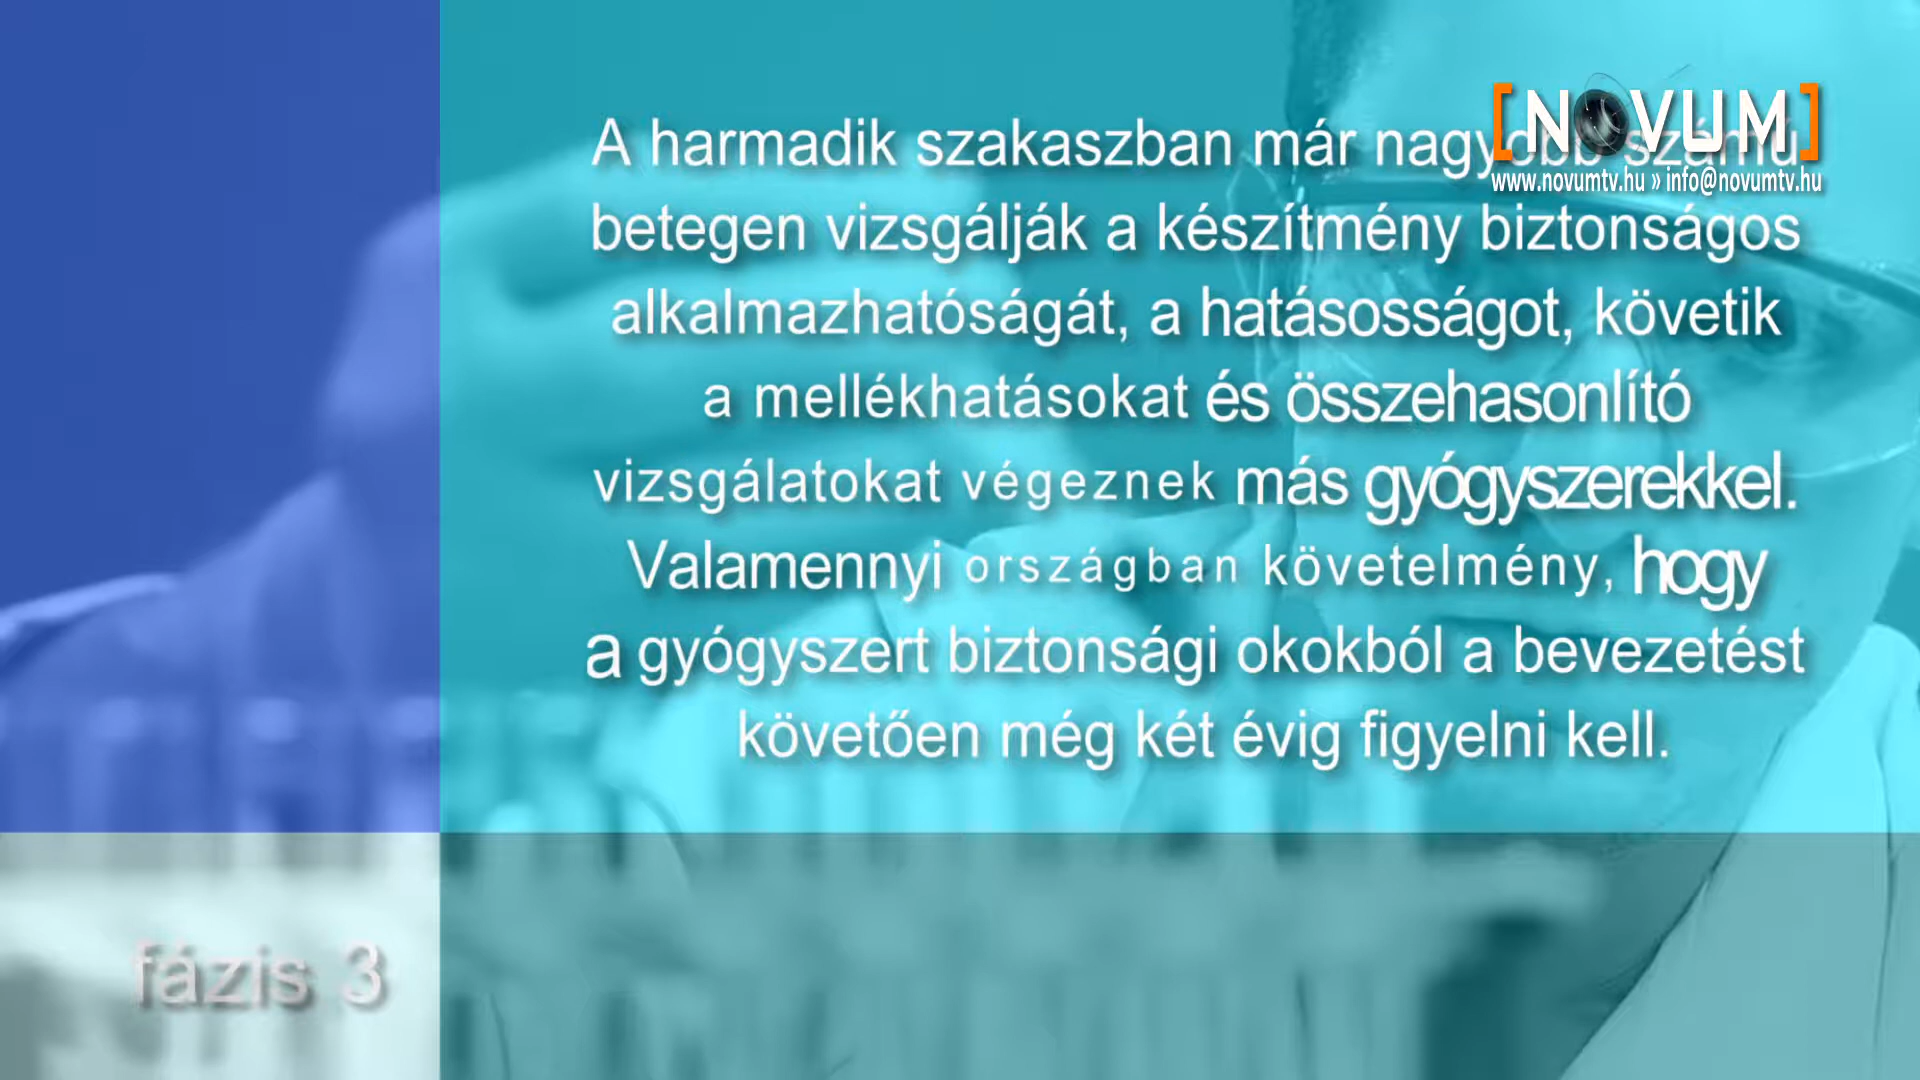 [NOVUM]
www.novumtv.hu » info@novumtv.hu
A harmadik szakaszban már nagyobb számú
betegen vizsgálják a készítmény biztonságos
alkalmazhatóságát, a hatásosságot, követik
a mellékhatásokat és összehasonlító
vizsgálatokat végeznek más gyógyszerekkel.
Valamennyi országban követelmény, hogy
a gyógyszert biztonsági okokból a bevezetést
követően még két évig figyelni kell.
fázis 3